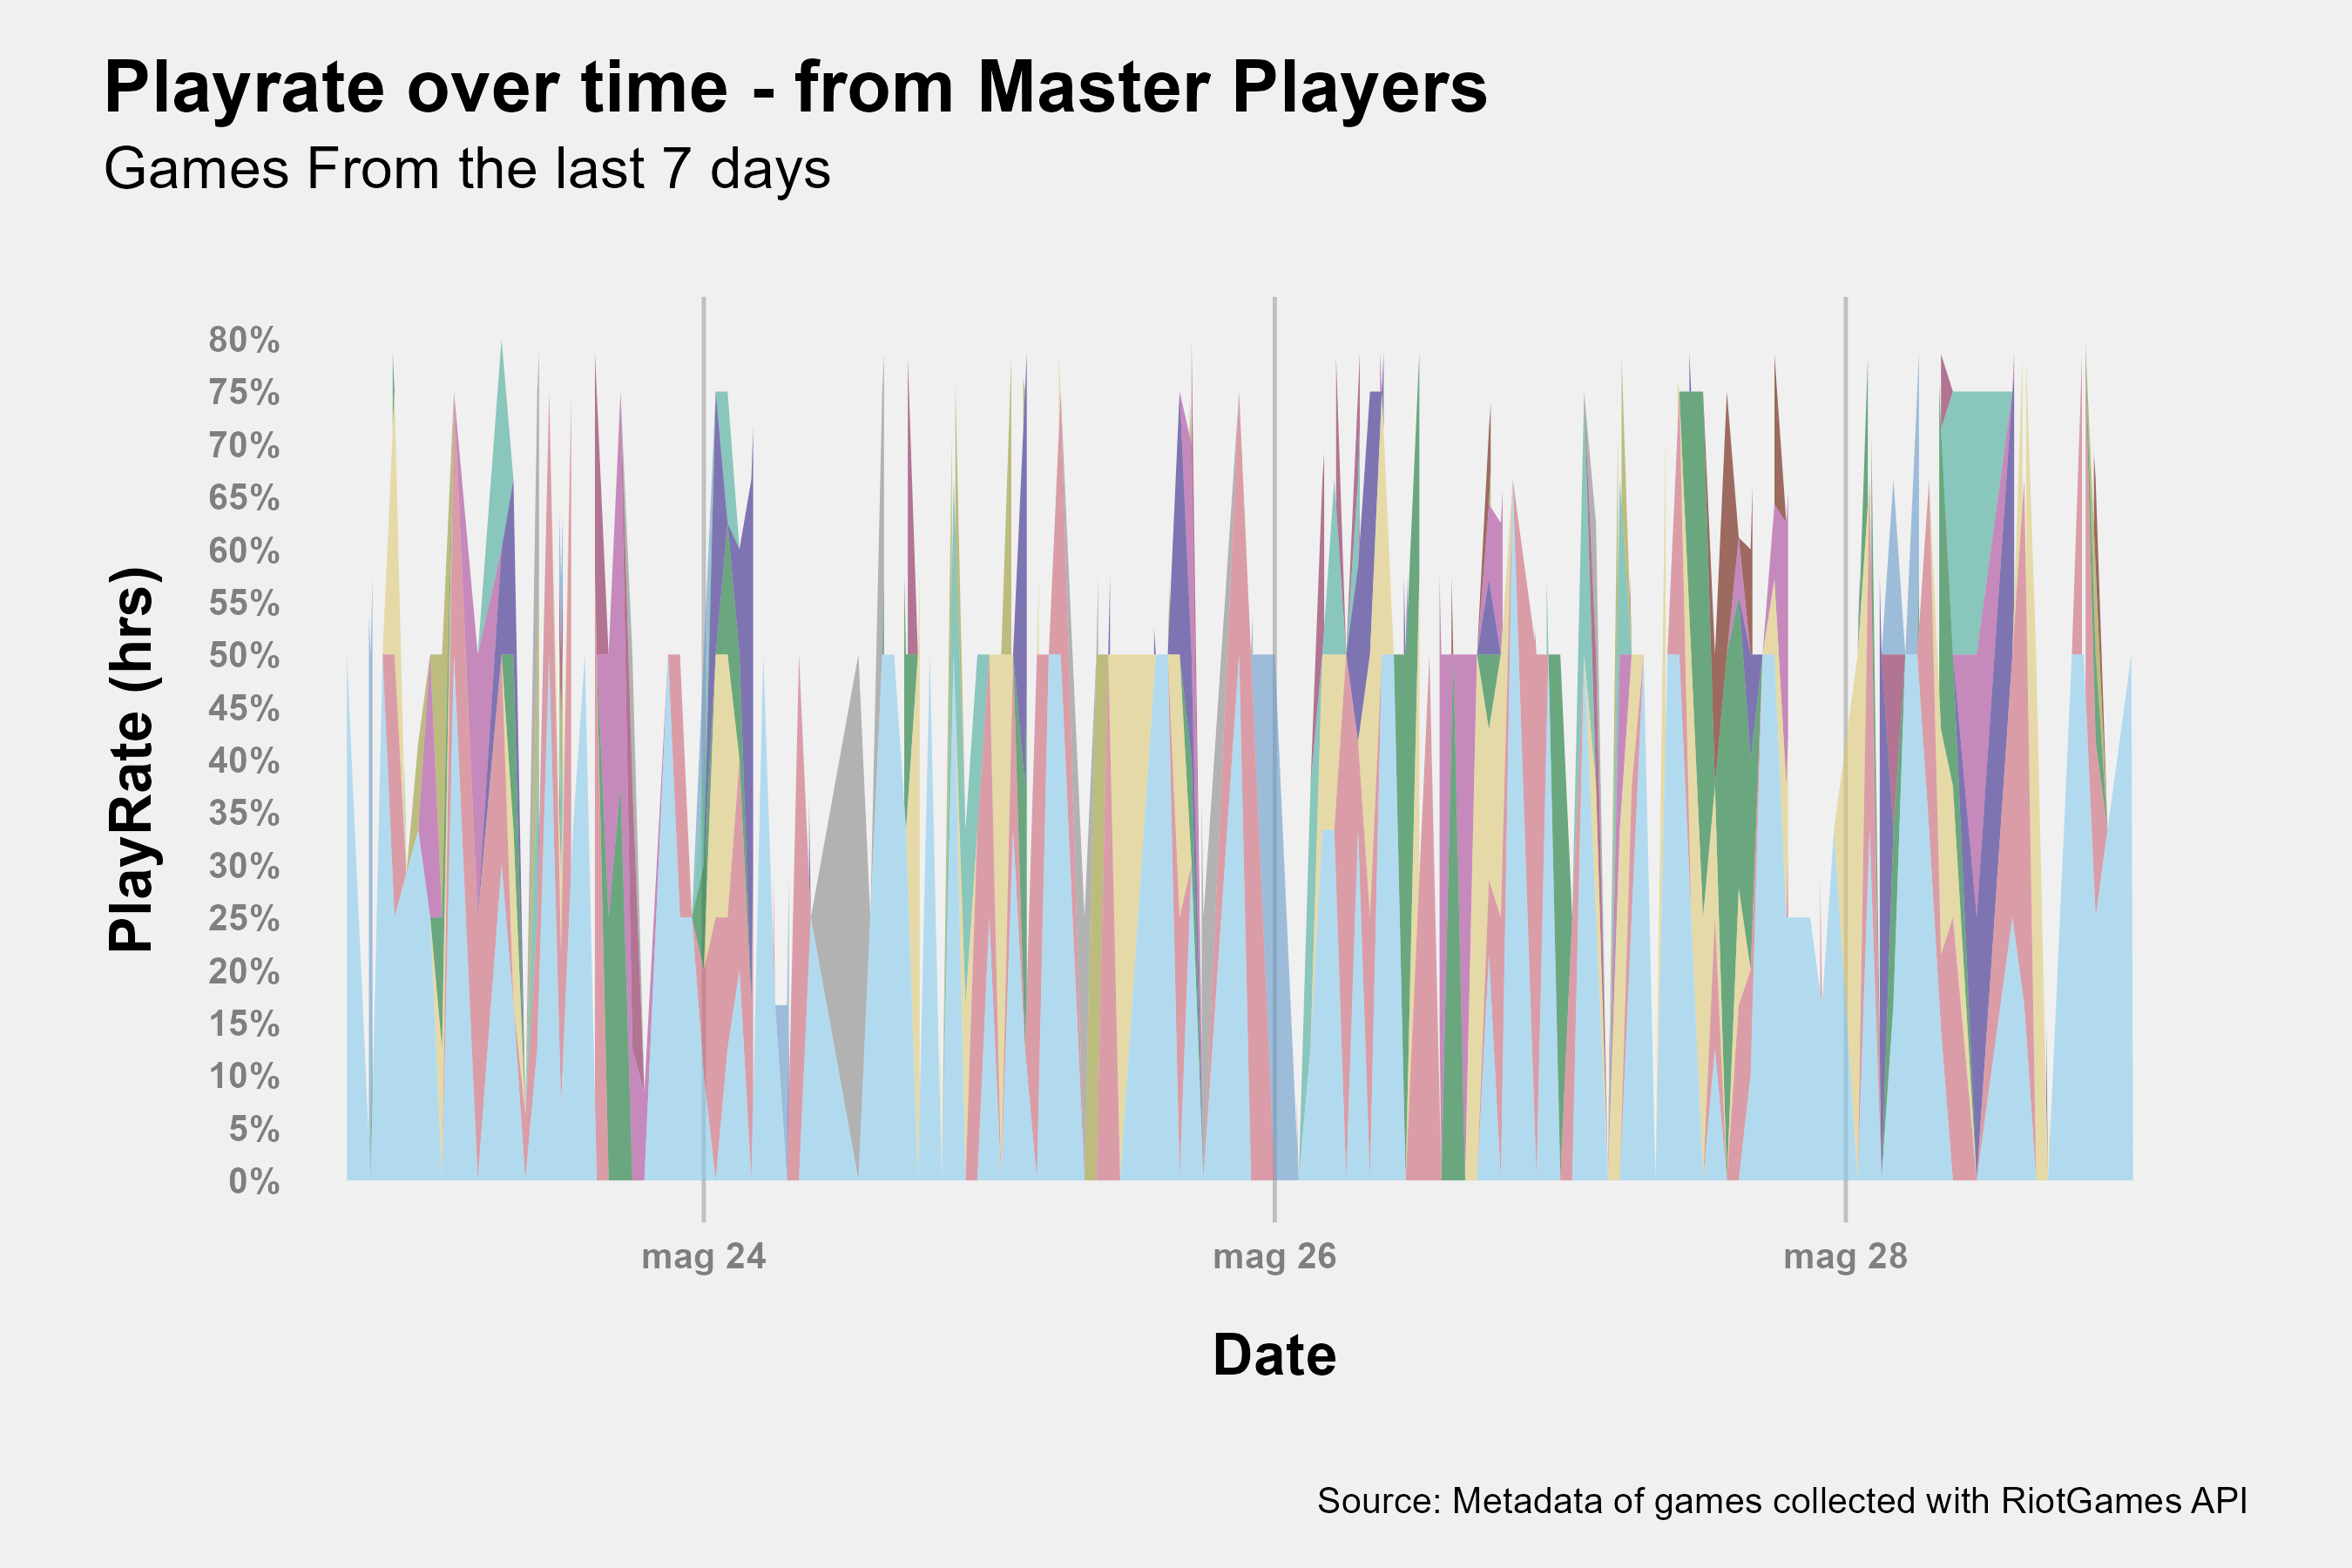 Playrate over time - from Master Players
Games From the last 7 days
80%
75%
70%
65%
60%
55%
50%
45%
40%
35%
30%
25%
20%
15%
10%
5%
0%
PlayRate (hrs)
mag 24
mag 26
mag 28
Date
Source: Metadata of games collected with RiotGames API